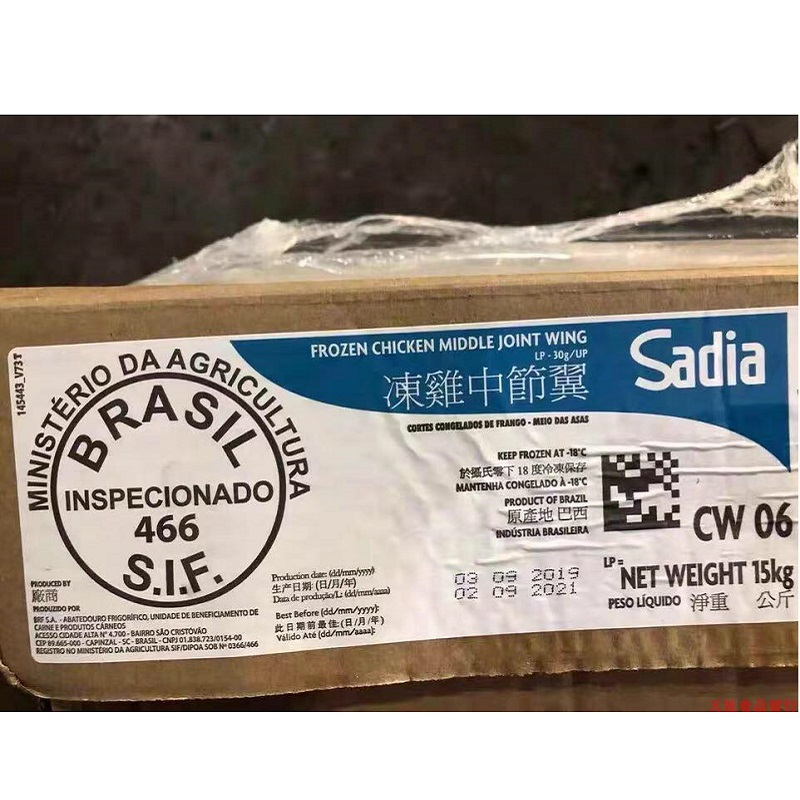 145443_V73T
MINISTÉRIO DA AGRICULTURA
BRASIL
INSPECIONADO
466
S.I.F.
FROZEN CHICKEN MIDDLE JOINT WING
LP - 30g/UP
凍雞中節翼
CORTES CONGELADOS DE FRANGO - MEIO DAS ASAS
Sadia
KEEP FROZEN AT -18°C
於攝氏零下 18 度冷凍保存
MANTENHA CONGELADO À -18°C
PRODUCT OF BRAZIL
原產地 巴西
INDÚSTRIA BRASILEIRA
CW 06
PRODUCED BY
廠商
PRODUZIDO POR
BRF S.A. - ABATEDOURO FRIGORÍFICO, UNIDADE DE BENEFICIAMENTO DE
CARNE E PRODUTOS CÁRNEOS
ACESSO CIDADE ALTA Nº 4.700 - BAIRRO SÃO CRISTÓVÃO
CEP 89.665-000 - CAPINZAL - SC - BRASIL - CNPJ 01.838.723/0154-00
REGISTRO NO MINISTÉRIO DA AGRICULTURA SIF/DIPOA SOB Nº 0366/466
Production date: (dd/mm/yyyy)
生产日期: (日/月/年)
Data de produção/L: (dd/mm/aaaa)
Best Before (dd/mm/yyyy):
此日期前最佳: (日/月/年)
Válido Até (dd/mm/aaaa):
03 09 2019
02 09 2021
LP=
NET WEIGHT 15kg
PESO LÍQUIDO 淨重 公斤